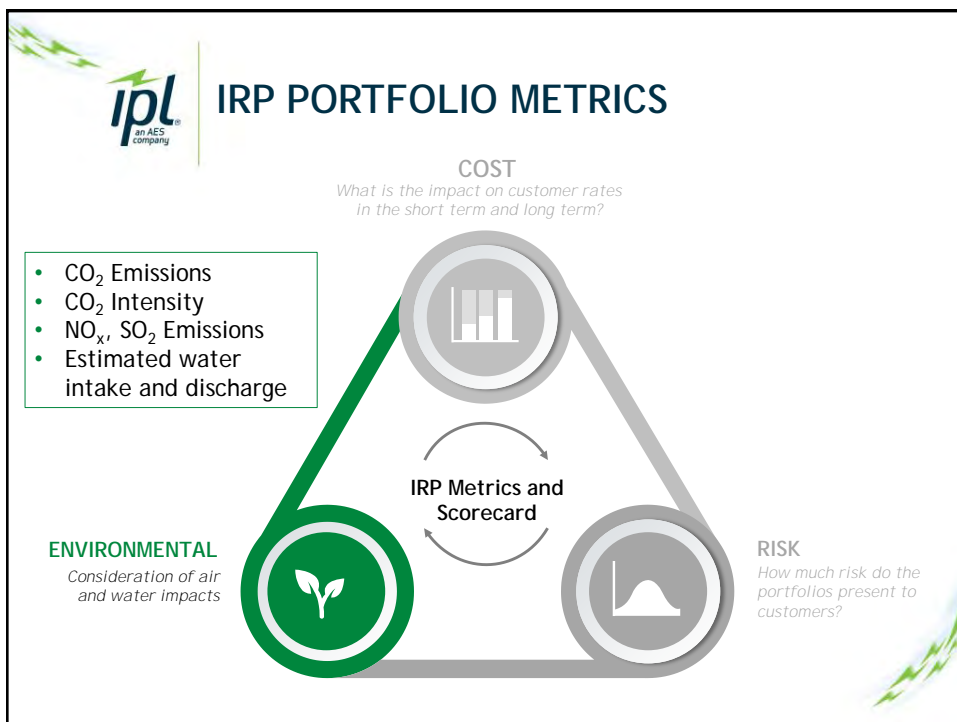 ipl®
an AES
company
IRP PORTFOLIO METRICS
COST
What is the impact on customer rates
in the short term and long term?
• CO₂ Emissions
• CO₂ Intensity
• NOₓ, SO₂ Emissions
• Estimated water
intake and discharge
IRP Metrics and
Scorecard
ENVIRONMENTAL
Consideration of air
and water impacts
RISK
How much risk do the
portfolios present to
customers?